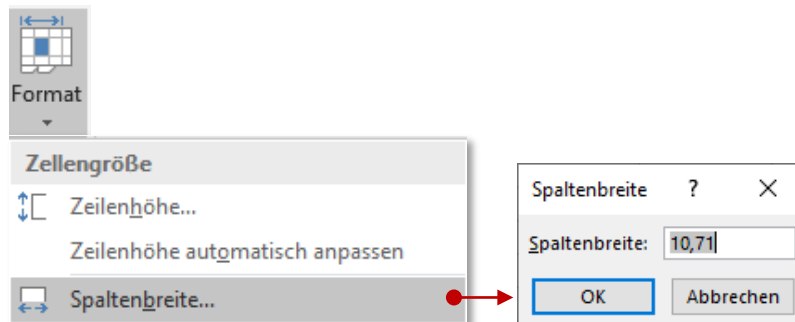 Format
Zellengröße
Zeilenhöhe...
Zeilenhöhe automatisch anpassen
Spaltenbreite...
Spaltenbreite ? ×
Spaltenbreite: 10,71
OK Abbrechen